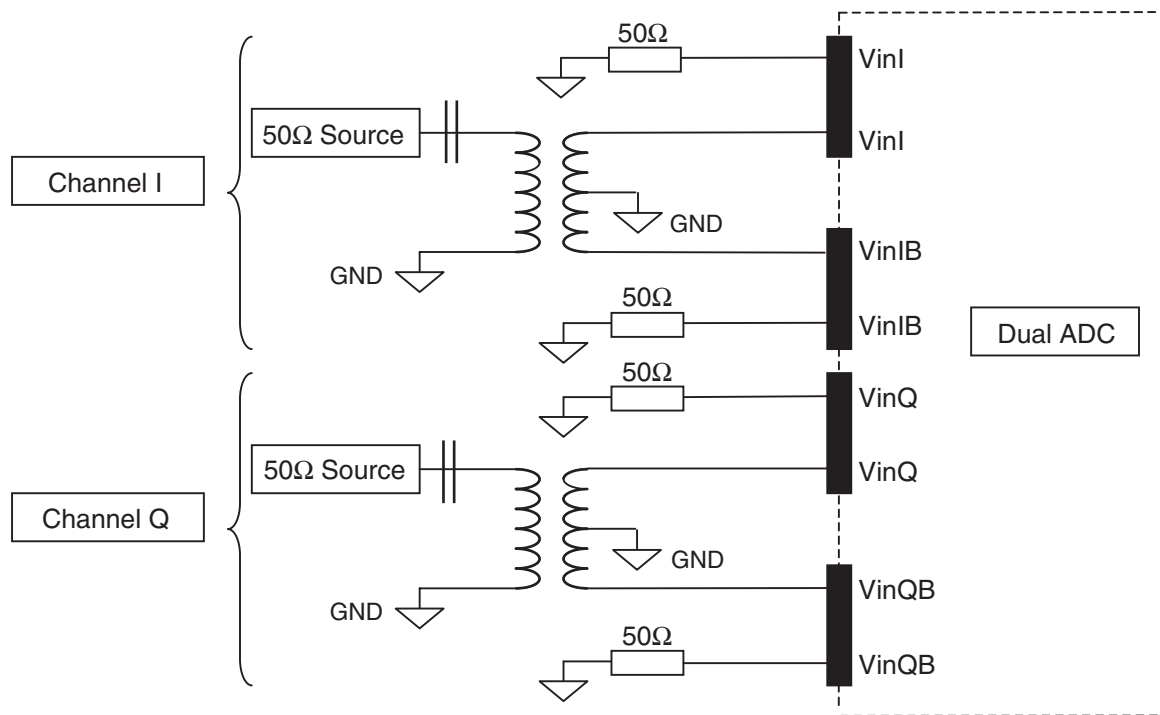 50Ω
VinI
50Ω Source
VinI
Channel I
GND
VinIB
GND
50Ω
VinIB
Dual ADC
50Ω
VinQ
50Ω Source
VinQ
Channel Q
GND
VinQB
GND
50Ω
VinQB